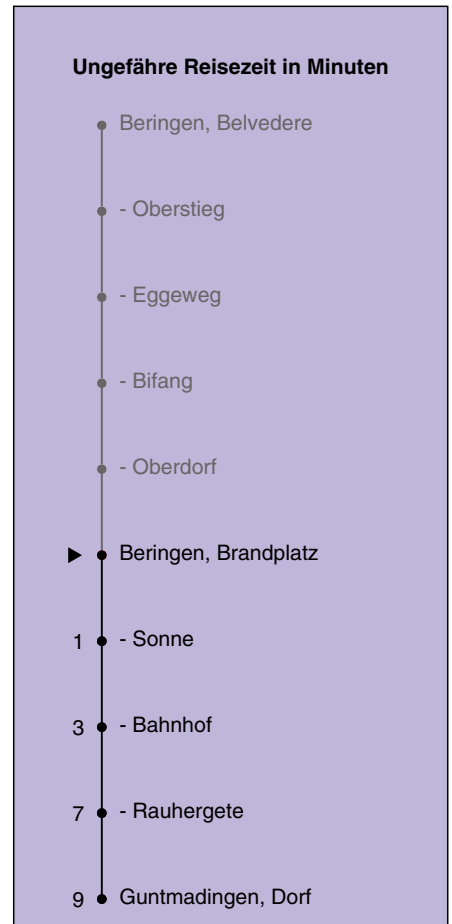 Ungefähre Reisezeit in Minuten
Beringen, Belvedere
- Oberstieg
- Eggeweg
- Bifang
- Oberdorf
Beringen, Brandplatz
1 - Sonne
3 - Bahnhof
7 - Rauhergete
9 Guntmadingen, Dorf